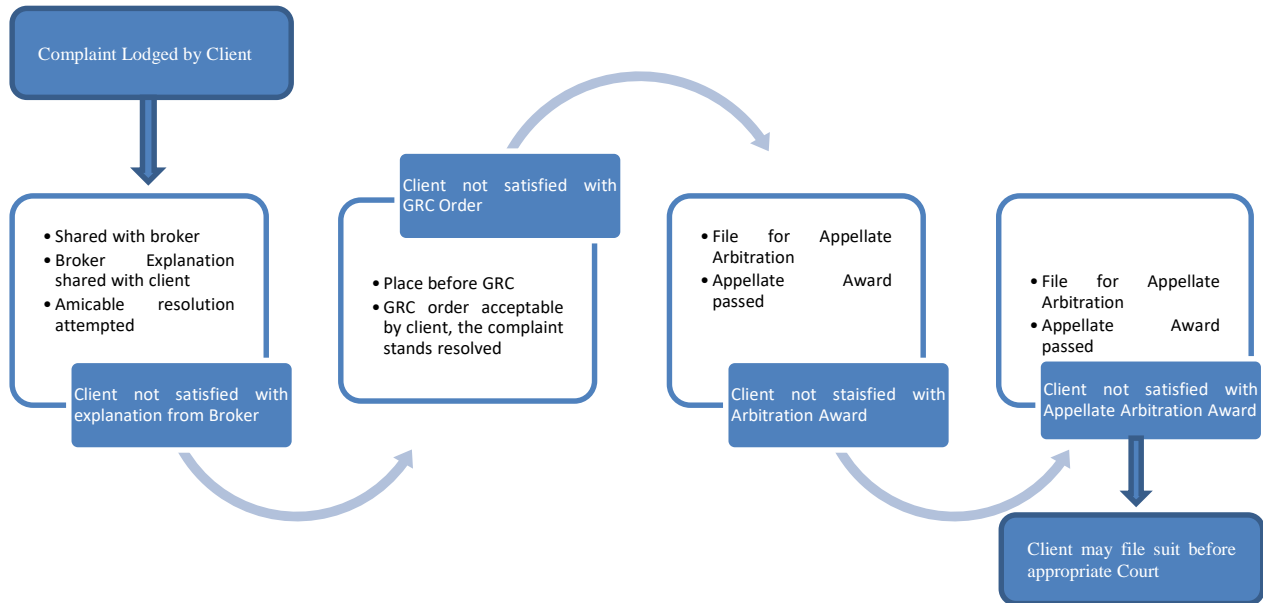 Complaint Lodged by Client
• Shared with broker
• Broker Explanation
shared with client
• Amicable resolution
attempted
Client not satisfied with
explanation from Broker
Client not satisfied with
GRC Order
• Place before GRC
• GRC order acceptable
by client, the complaint
stands resolved
• File for Appellate
Arbitration
• Appellate Award
passed
Client not staisfied with
Arbitration Award
• File for Appellate
Arbitration
• Appellate Award
passed
Client not satisfied with
Appellate Arbitration Award
Client may file suit before
appropriate Court